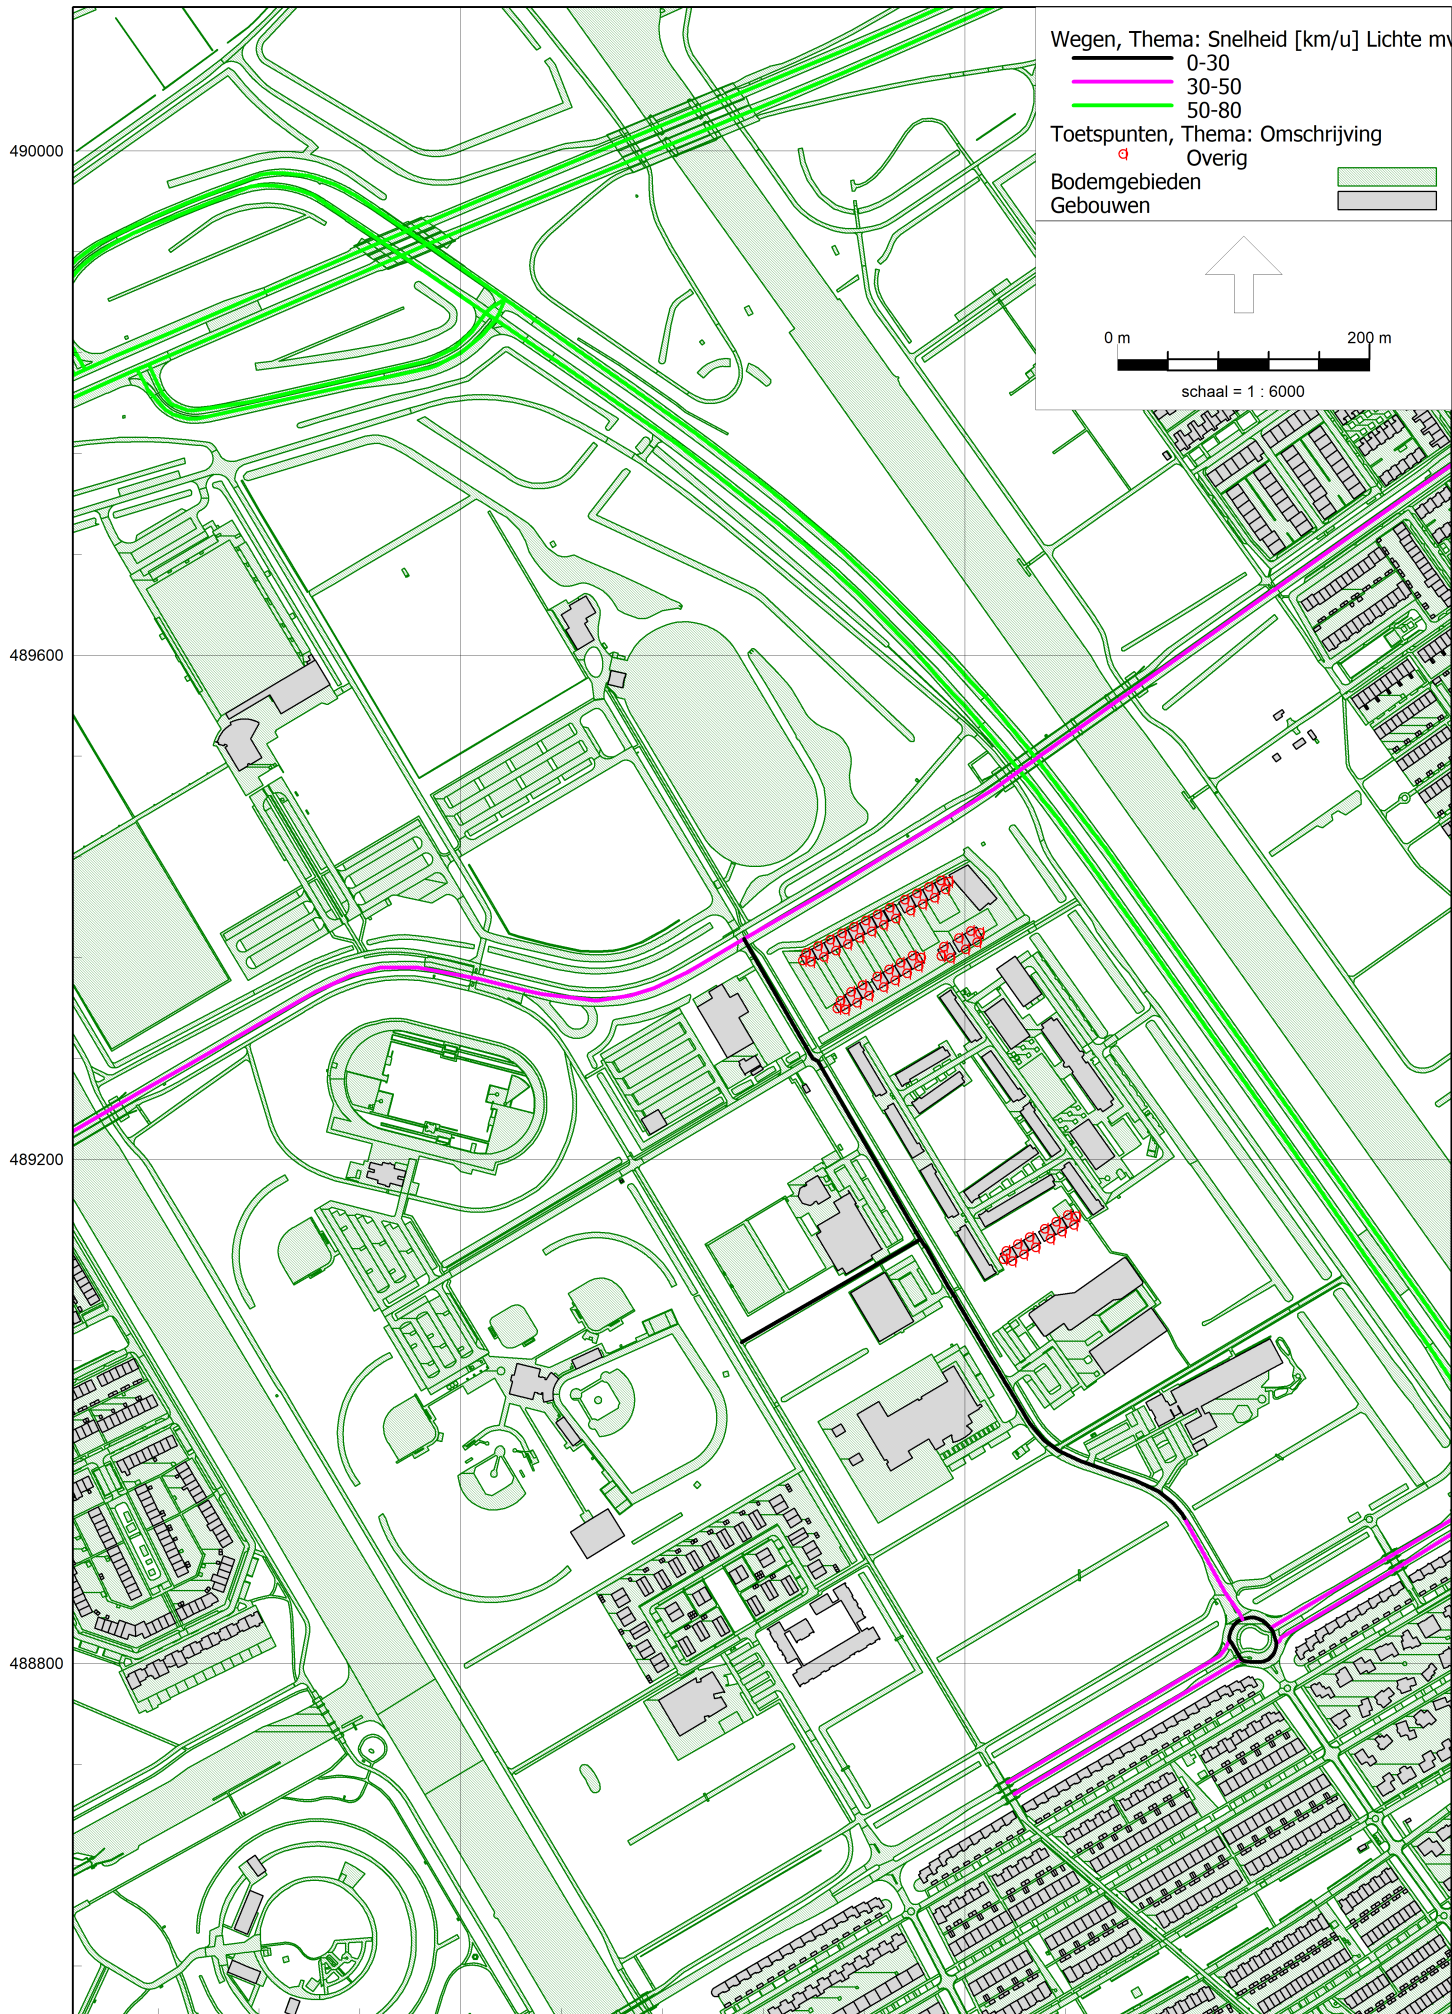 Wegen, Thema: Snelheid [km/u] Lichte mv
0-30
30-50
50-80
Toetspunten, Thema: Omschrijving
Overig
Bodemgebieden
Gebouwen
0 m 200 m
schaal = 1 : 6000
490000
489600
489200
488800